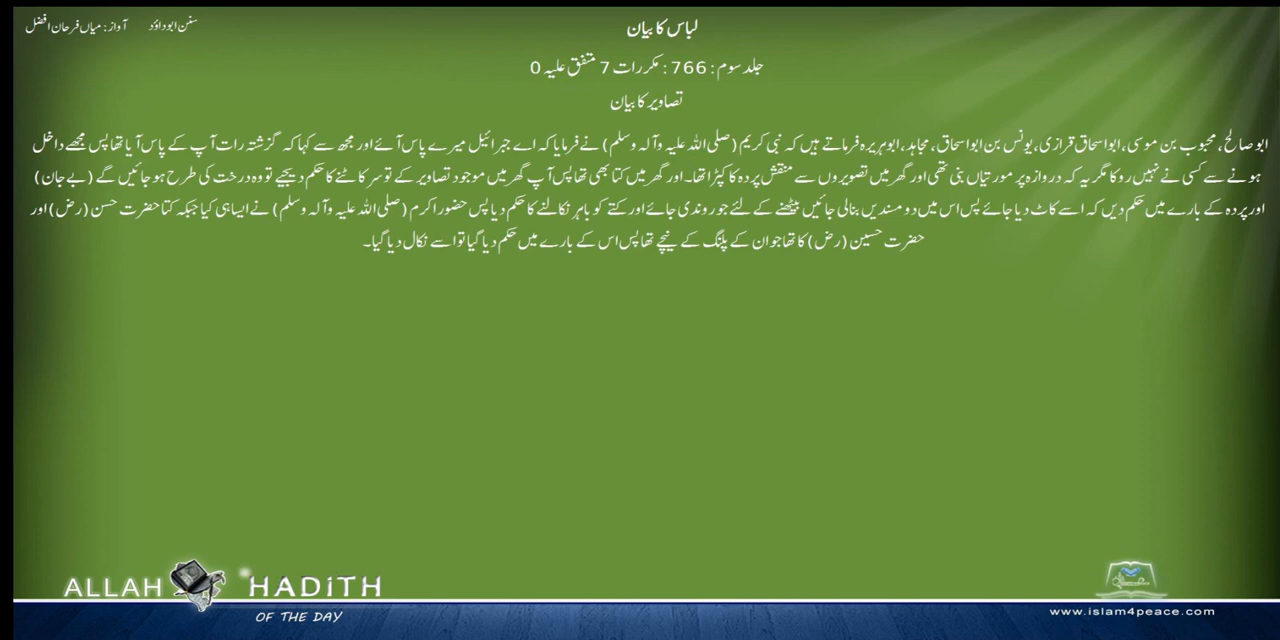 سنن ابوداؤد آواز: میاں فرحان افضل
لباس کا بیان
جلد سوم : 766 : مکررات 7 متفق علیہ 0
تصاویر کا بیان
ابوصالح، محبوب بن موسی، ابواسحاق قرازی، یونس بن ابواسحاق، مجاہد، ابوہریرہ فرماتے ہیں کہ نبی کریم (صلی اللہ علیہ وآلہ وسلم) نے فرمایا کہ اے جبرائیل میرے پاس آئے اور مجھ سے کہا کہ گزشتہ رات آپ کے پاس آیا تھا پس مجھے داخل
ہونے سے کسی نے نہیں روکا مگر یہ کہ دروازہ پر مورتیاں بنی تھی اور گھر میں تصویروں سے منقش پردہ کا کپڑا تھا۔ اور گھر میں کتا بھی تھا پس آپ گھر میں موجود تصاویر کے تو سر کاٹنے کا حکم دیجیے تو وہ درخت کی طرح ہوجائیں گے (بے جان)
اور پردہ کے بارے میں حکم دیں کہ اسے کاٹ دیا جائے پس اس میں دو مسندیں بنالی جائیں بیٹھنے کے لئے جو روندی جائے اور کتے کو باہر نکالنے کا حکم دیا پس حضور اکرم (صلی اللہ علیہ وآلہ وسلم) نے ایسا ہی کیا جبکہ کتا حضرت حسن (رض) اور
حضرت حسین (رض) کا تھا جو ان کے پلنگ کے نیچے تھا پس اس کے بارے میں حکم دیا گیا تو اسے نکال دیا گیا۔
ALLAH HADITH
OF THE DAY
www.islam4peace.com